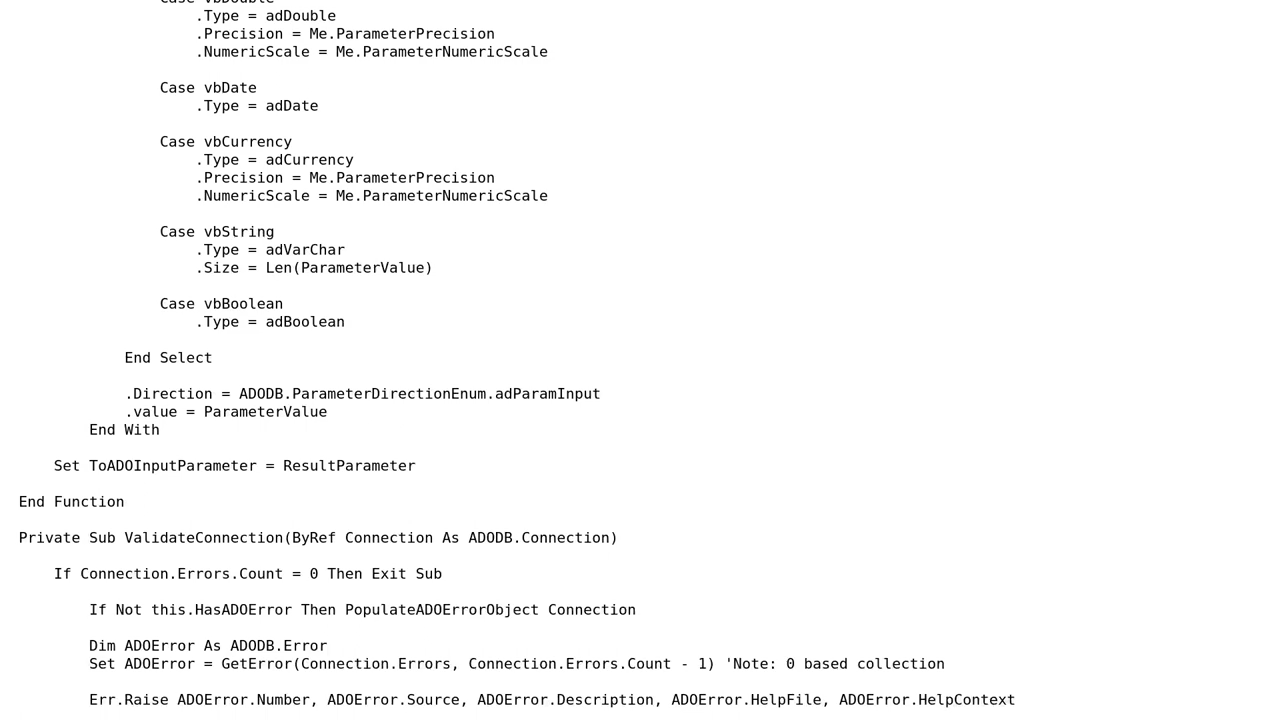 Case vbDouble
.Type = adDouble
.Precision = Me.ParameterPrecision
.NumericScale = Me.ParameterNumericScale
Case vbDate
.Type = adDate
Case vbCurrency
.Type = adCurrency
.Precision = Me.ParameterPrecision
.NumericScale = Me.ParameterNumericScale
Case vbString
.Type = adVarChar
.Size = Len(ParameterValue)
Case vbBoolean
.Type = adBoolean
End Select
.Direction = ADODB.ParameterDirectionEnum.adParamInput
.value = ParameterValue
End With
Set ToADOInputParameter = ResultParameter
End Function
Private Sub ValidateConnection(ByRef Connection As ADODB.Connection)
If Connection.Errors.Count = 0 Then Exit Sub
If Not this.HasADOError Then PopulateADOErrorObject Connection
Dim ADOError As ADODB.Error
Set ADOError = GetError(Connection.Errors, Connection.Errors.Count - 1) 'Note: 0 based collection
Err.Raise ADOError.Number, ADOError.Source, ADOError.Description, ADOError.HelpFile, ADOError.HelpContext